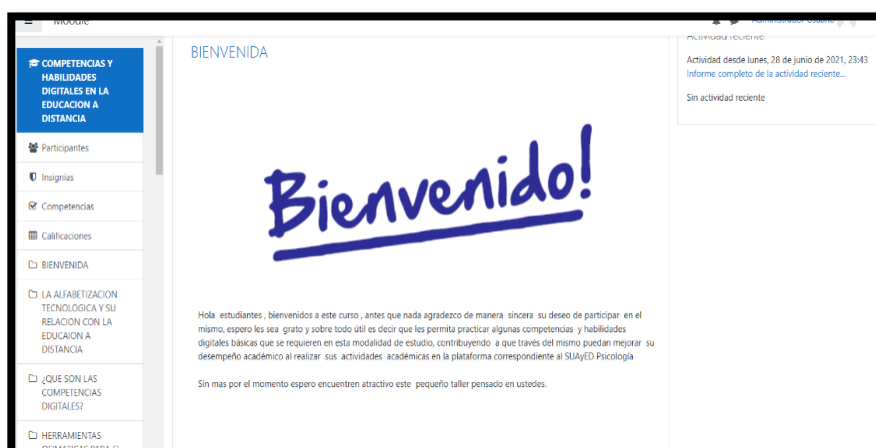 Moodle
Administrador Usuario
COMPETENCIAS Y
HABILIDADES
DIGITALES EN LA
EDUCACION A
DISTANCIA
Participantes
Insignias
Competencias
Calificaciones
BIENVENIDA
LA ALFABETIZACION
TECNOLOGICA Y SU
RELACION CON LA
EDUCAION A
DISTANCIA
¿QUE SON LAS
COMPETENCIAS
DIGITALES?
HERRAMIENTAS
OFIMATICAS PARA EL
BIENVENIDA
Bienvenido!
Hola estudiantes , bienvenidos a este curso , antes que nada agradezco de manera sincera su deseo de participar en el
mismo, espero les sea grato y sobre todo útil es decir que les permita practicar algunas competencias y habilidades
digitales básicas que se requieren en esta modalidad de estudio, contribuyendo a que través del mismo puedan mejorar su
desempeño académico al realizar sus actividades académicas en la plataforma correspondiente al SUAyED Psicología
Sin mas por el momento espero encuentren atractivo este pequeño taller pensado en ustedes.
Actividad reciente
Actividad desde lunes, 28 de junio de 2021, 23:43
Informe completo de la actividad reciente...
Sin actividad reciente